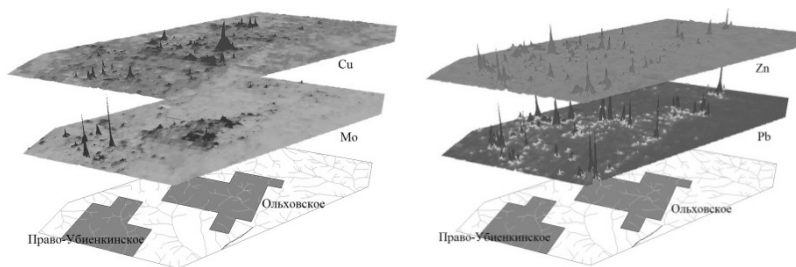 Cu
Mo
Ольховское
Право-Убиенкинское
Zn
Pb
Ольховское
Право-Убиенкинское